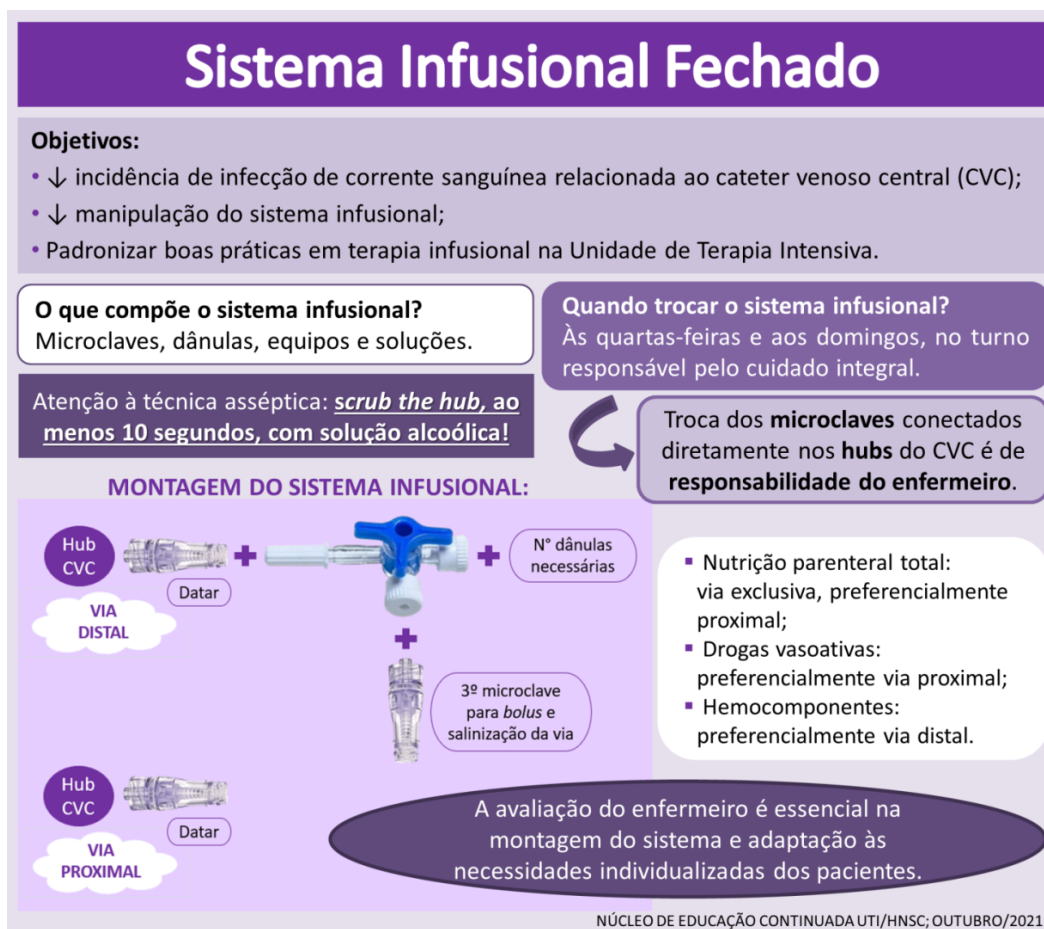 Sistema Infusional Fechado
Objetivos:
• ↓ incidência de infecção de corrente sanguínea relacionada ao cateter venoso central (CVC);
• ↓ manipulação do sistema infusional;
• Padronizar boas práticas em terapia infusional na Unidade de Terapia Intensiva.
O que compõe o sistema infusional?
Microclaves, dânulas, equipos e soluções.
Quando trocar o sistema infusional?
Às quartas-feiras e aos domingos, no turno
responsável pelo cuidado integral.
Atenção à técnica asséptica: scrub the hub, ao
menos 10 segundos, com solução alcoólica!
Troca dos microclaves conectados
diretamente nos hubs do CVC é de
responsabilidade do enfermeiro.
MONTAGEM DO SISTEMA INFUSIONAL:
Hub
CVC
Datar
VIA
DISTAL
N° dânulas
necessárias
3º microclave
para bolus e
salinização da via
Hub
CVC
Datar
VIA
PROXIMAL
▪ Nutrição parenteral total:
via exclusiva, preferencialmente
proximal;
▪ Drogas vasoativas:
preferencialmente via proximal;
▪ Hemocomponentes:
preferencialmente via distal.
A avaliação do enfermeiro é essencial na
montagem do sistema e adaptação às
necessidades individualizadas dos pacientes.
NÚCLEO DE EDUCAÇÃO CONTINUADA UTI/HNSC; OUTUBRO/2021